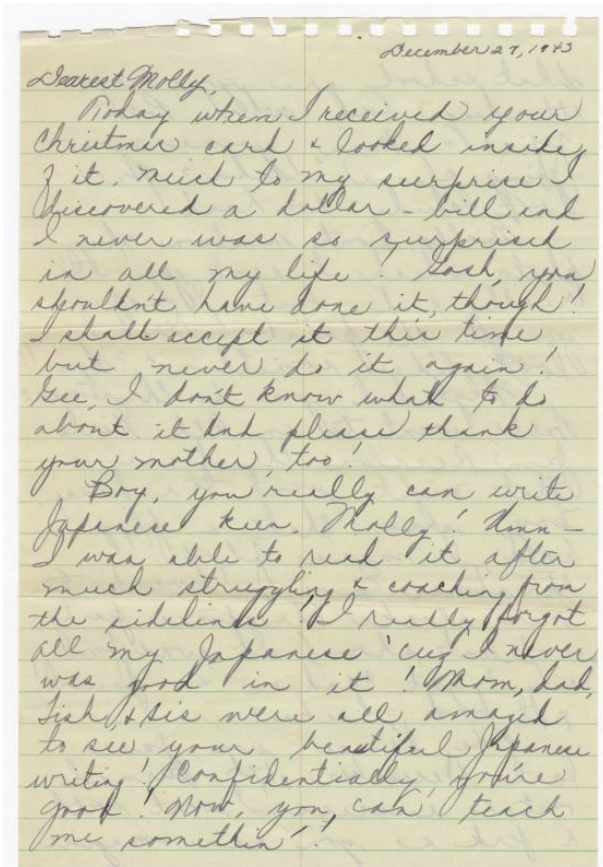 December 27, 1943
Dearest Molly,
Today when I received your
Christmas card & looked inside
of it. Much to my surprise I
discovered a dollar-bill and
I never was so surprised
in all my life! Gosh, you
shouldn't have done it, though!
I shall accept it this time
but never do it again!
Gee, I don't know what to do
about it and please thank
your mother, too!
Boy, you really can write
Japanese keen, Molly! Umn-
I was able to read it after
much struggling & coaching from
the sidelines! I really forgot
all my Japanese 'cuz I never
was good in it! Mom, dad,
Tish, & sis were all amazed
to see your beautiful Japanese
writing! Confidentially, you're
good! Now, you, can teach
me somethin'!